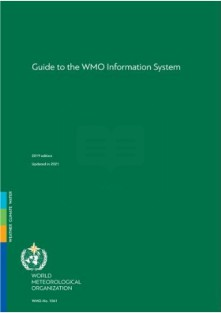 Guide to the WMO Information System
2019 edition
Updated in 2021
WEATHER CLIMATE WATER
WORLD
METEOROLOGICAL
ORGANIZATION
WMO-No. 1061